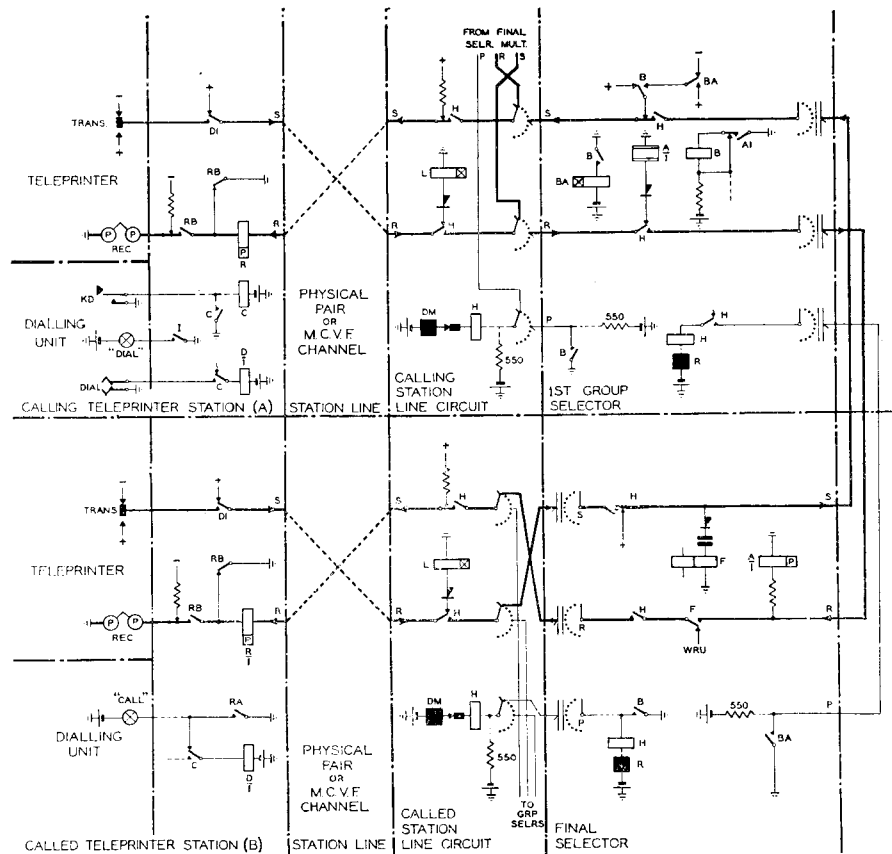 FROM FINAL
SELR. MULT.
P R S
B
BA
TRANS.
DI
S
S
H
S
H
L
B
BA
A
I
B
AI
TELEPRINTER
RB
RB
REC
P P
P
R
R
R
H
R
H
KD
C
C
DIALLING
UNIT
"DIAL"
I
DIAL
C
D
I
PHYSICAL
PAIR
OR
M.C.V.F.
CHANNEL
DM
H
550
CALLING
STATION
LINE CIRCUIT
P
550
B
H
H
R
1ST GROUP
SELECTOR
CALLING TELEPRINTER STATION (A)
STATION LINE
TRANS
DI
S
S
H
S
H
S
TELEPRINTER
RB
RB
REC
P P
P
R
I
R
L
R
H
R
H
F
WRU
F
A
I
P
R
"CALL"
RA
DIALLING
UNIT
C
D
I
PHYSICAL
PAIR
OR
M.C.V.F.
CHANNEL
DM
H
550
P
B
H
R
550
P
BA
TO
GRP
SELRS
CALLED
STATION
LINE CIRCUIT
FINAL
SELECTOR
CALLED TELEPRINTER STATION (B)
STATION LINE